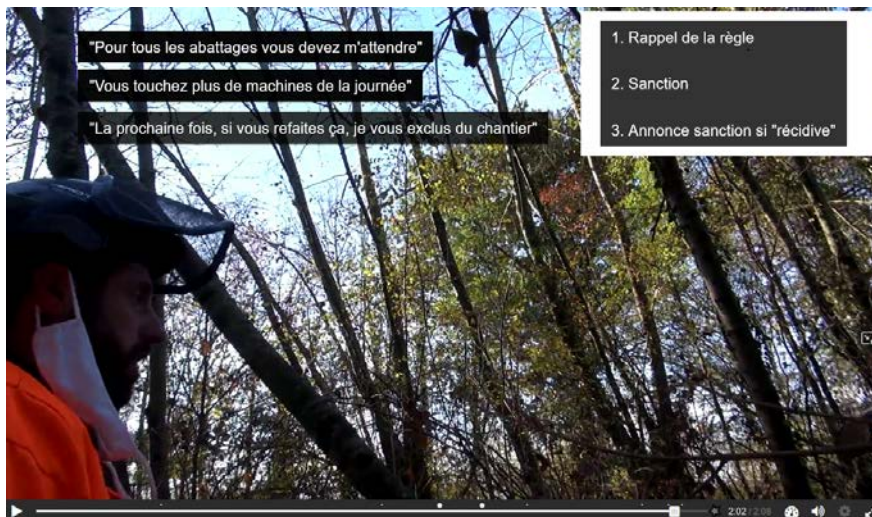 "Pour tous les abattages vous devez m'attendre"
"Vous touchez plus de machines de la journée"
"La prochaine fois, si vous refaites ça, je vous exclus du chantier"
1. Rappel de la règle
2. Sanction
3. Annonce sanction si "récidive"
2:02 / 2:08